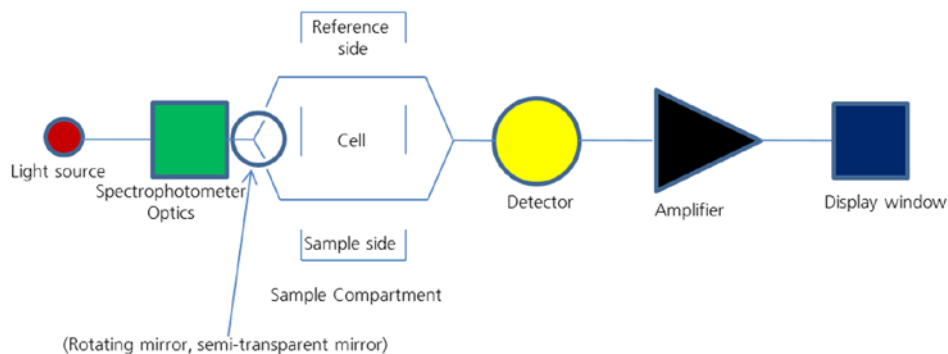 Reference
side
Cell
Light source
Spectrophotometer
Optics
Detector
Amplifier
Display window
Sample side
Sample Compartment
(Rotating mirror, semi-transparent mirror)